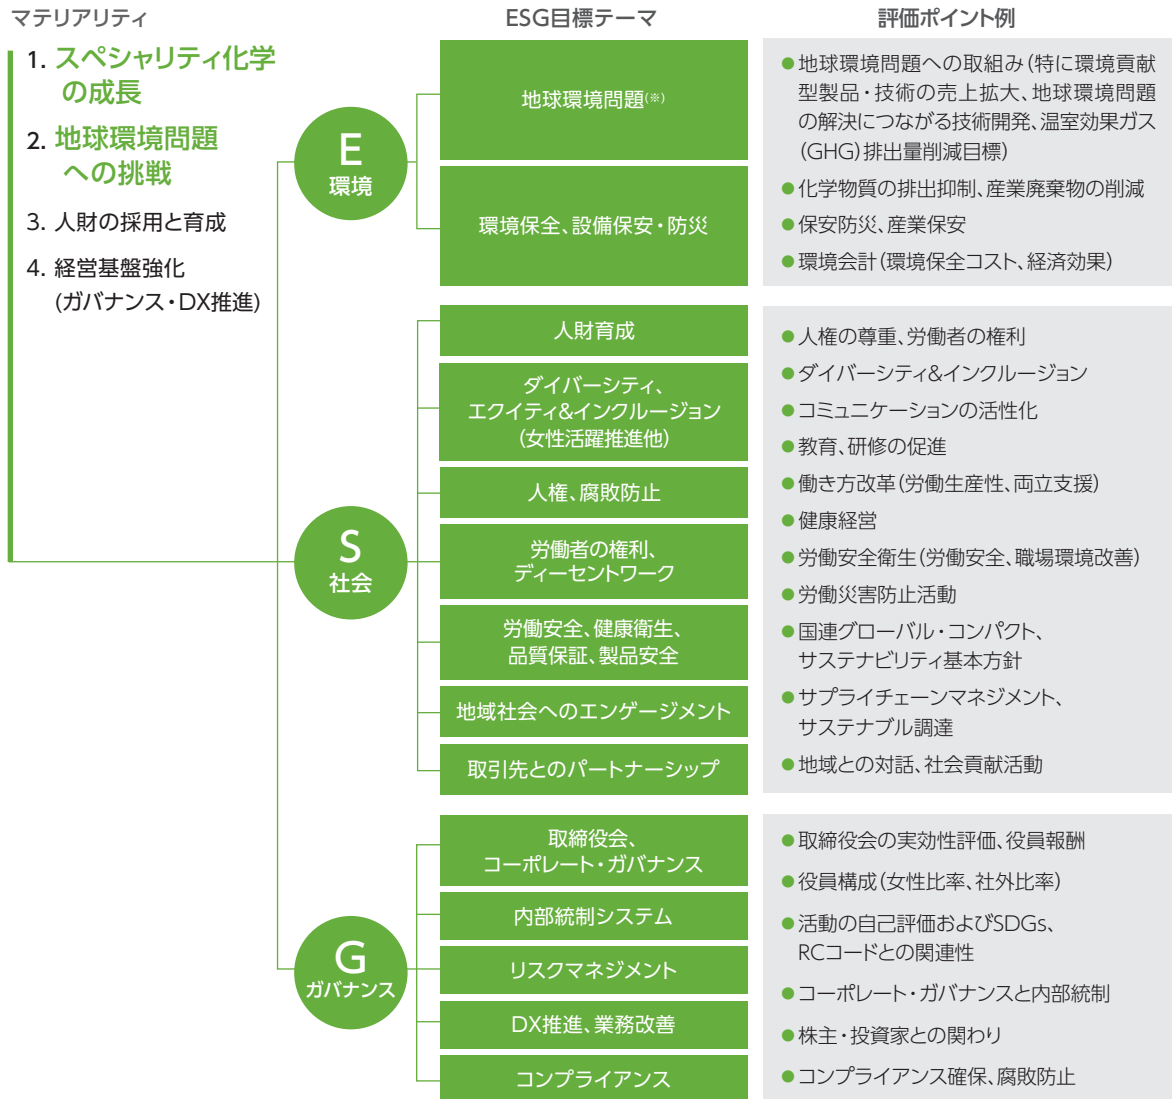 マテリアリティ
1. スペシャリティ化学
の成長
2. 地球環境問題
への挑戦
3. 人財の採用と育成
4. 経営基盤強化
(ガバナンス・DX推進)
E
環境
S
社会
G
ガバナンス
ESG目標テーマ
地球環境問題(※)
環境保全、設備保安・防災
人財育成
ダイバーシティ、
エクイティ&インクルージョン
(女性活躍推進他)
人権、腐敗防止
労働者の権利、
ディーセントワーク
労働安全、健康衛生、
品質保証、製品安全
地域社会へのエンゲージメント
取引先とのパートナーシップ
取締役会、
コーポレート・ガバナンス
内部統制システム
リスクマネジメント
DX推進、業務改善
コンプライアンス
評価ポイント例
●地球環境問題への取組み(特に環境貢献
型製品・技術の売上拡大、地球環境問題
の解決につながる技術開発、温室効果ガス
(GHG)排出量削減目標)
●化学物質の排出抑制、産業廃棄物の削減
●保安防災、産業保安
●環境会計(環境保全コスト、経済効果)
●人権の尊重、労働者の権利
●ダイバーシティ&インクルージョン
●コミュニケーションの活性化
●教育、研修の促進
●働き方改革(労働生産性、両立支援)
●健康経営
●労働安全衛生(労働安全、職場環境改善)
●労働災害防止活動
●国連グローバル・コンパクト、
サステナビリティ基本方針
●サプライチェーンマネジメント、
サステナブル調達
●地域との対話、社会貢献活動
●取締役会の実効性評価、役員報酬
●役員構成(女性比率、社外比率)
●活動の自己評価およびSDGs、
RCコードとの関連性
●コーポレート・ガバナンスと内部統制
●株主・投資家との関わり
●コンプライアンス確保、腐敗防止